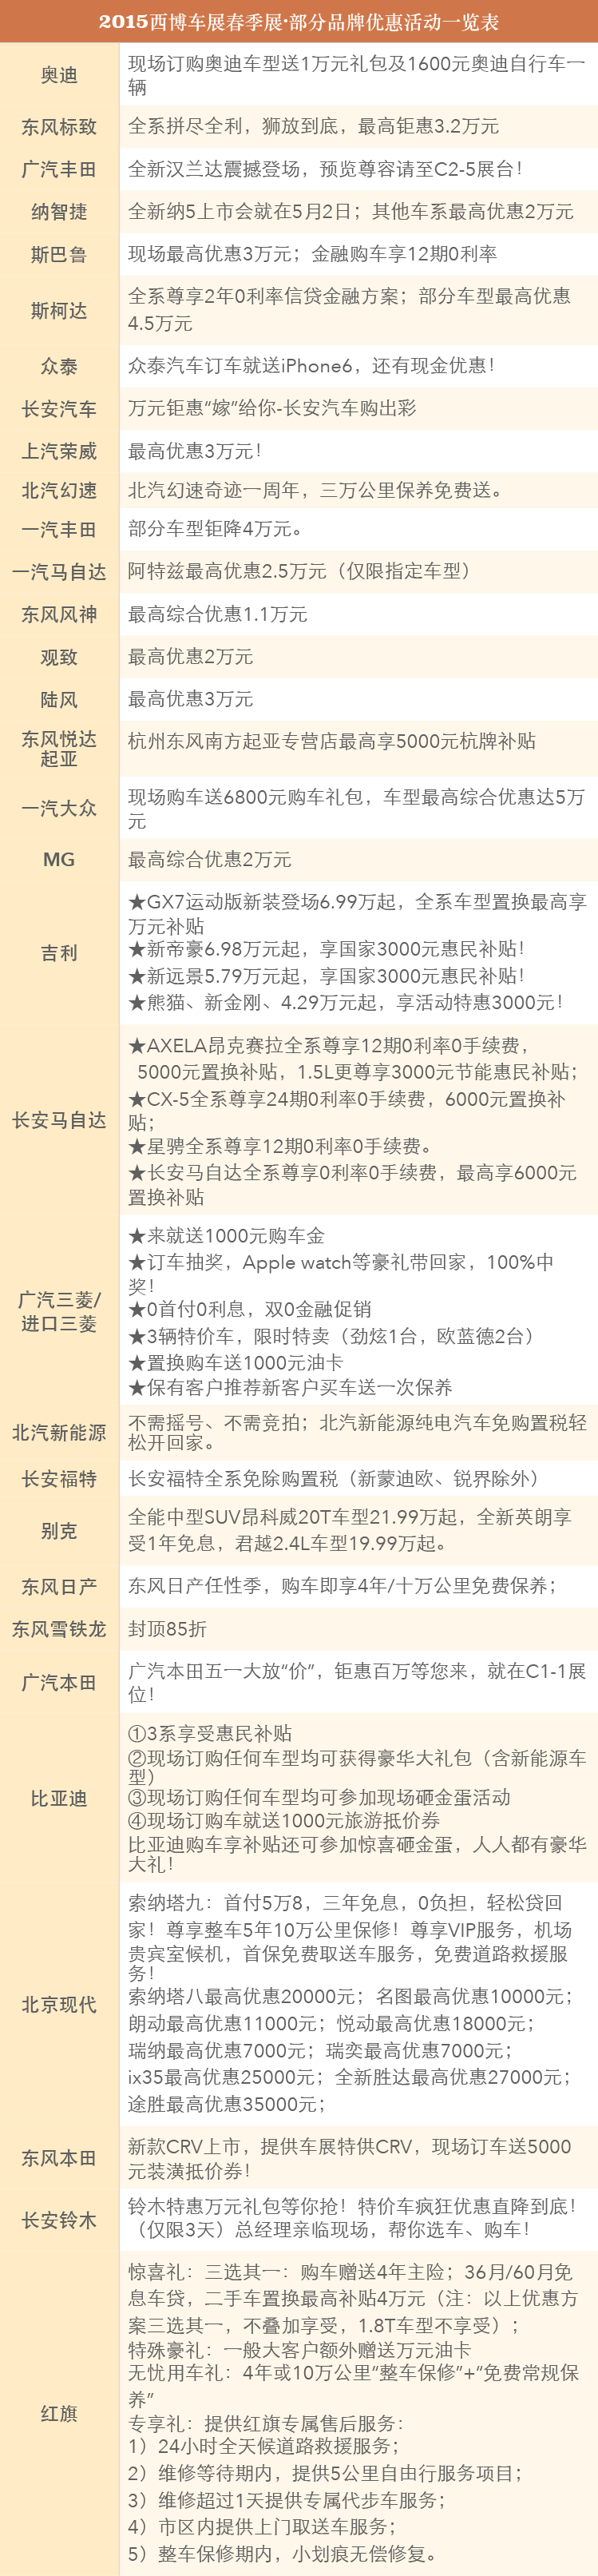 2015西博车展春季展·部分品牌优惠活动一览表
奥迪
现场订购奥迪车型送1万元礼包及1600元奥迪自行车一
辆
东风标致
全系拼尽全利，狮放到底，最高钜惠3.2万元
广汽丰田
全新汉兰达震撼登场，预览尊容请至C2-5展台！
纳智捷
全新纳5上市会就在5月2日；其他车系最高优惠2万元
斯巴鲁
现场最高优惠3万元；金融购车享12期0利率
斯柯达
全系尊享2年0利率信贷金融方案；部分车型最高优惠
4.5万元
众泰
众泰汽车订车就送iPhone6，还有现金优惠！
长安汽车
万元钜惠“嫁”给你-长安汽车购出彩
上汽荣威
最高优惠3万元！
北汽幻速
北汽幻速奇迹一周年，三万公里保养免费送。
一汽丰田
部分车型钜降4万元。
一汽马自达
阿特兹最高优惠2.5万元（仅限指定车型）
东风风神
最高综合优惠1.1万元
观致
最高优惠2万元
陆风
最高优惠3万元
东风悦达
起亚
杭州东风南方起亚专营店最高享5000元杭牌补贴
一汽大众
现场购车送6800元购车礼包，车型最高综合优惠达5万
元
MG
最高综合优惠2万元
吉利
★GX7运动版新装登场6.99万起，全系车型置换最高享
万元补贴
★新帝豪6.98万元起，享国家3000元惠民补贴！
★新远景5.79万元起，享国家3000元惠民补贴！
★熊猫、新金刚、4.29万元起，享活动特惠3000元！
长安马自达
★AXELA昂克赛拉全系尊享12期0利率0手续费，
5000元置换补贴，1.5L更尊享3000元节能惠民补贴；
★CX-5全系尊享24期0利率0手续费，6000元置换补
贴；
★星骋全系尊享12期0利率0手续费。
★长安马自达全系尊享0利率0手续费，最高享6000元
置换补贴
广汽三菱/
进口三菱
★来就送1000元购车金
★订车抽奖，Apple watch等豪礼带回家，100%中
奖！
★0首付0利息，双0金融促销
★3辆特价车，限时特卖（劲炫1台，欧蓝德2台）
★置换购车送1000元油卡
★保有客户推荐新客户买车送一次保养
北汽新能源
不需摇号、不需竞拍；北汽新能源纯电汽车免购置税轻
松开回家。
长安福特
长安福特全系免除购置税（新蒙迪欧、锐界除外）
别克
全能中型SUV昂科威20T车型21.99万起，全新英朗享
受1年免息，君越2.4L车型19.99万起。
东风日产
东风日产任性季，购车即享4年/十万公里免费保养；
东风雪铁龙
封顶85折
广汽本田
广汽本田五一大放“价”，钜惠百万等您来，就在C1-1展
位！
比亚迪
①3系享受惠民补贴
②现场订购任何车型均可获得豪华大礼包（含新能源车
型）
③现场订购任何车型均可参加现场砸金蛋活动
④现场订购车就送1000元旅游抵价券
比亚迪购车享补贴还可参加惊喜砸金蛋，人人都有豪华
大礼！
北京现代
索纳塔九：首付5万8，三年免息，0负担，轻松贷回
家！尊享整车5年10万公里保修！尊享VIP服务，机场
贵宾室候机，首保免费取送车服务，免费道路救援服
务！
索纳塔八最高优惠20000元；名图最高优惠10000元；
朗动最高优惠11000元；悦动最高优惠18000元；
瑞纳最高优惠7000元；瑞奕最高优惠7000元；
ix35最高优惠25000元；全新胜达最高优惠27000元；
途胜最高优惠35000元；
东风本田
新款CRV上市，提供车展特供CRV，现场订车送5000
元装潢抵价券！
长安铃木
铃木特惠万元礼包等你抢！特价车疯狂优惠直降到底！
（仅限3天）总经理亲临现场，帮你选车、购车！
红旗
惊喜礼：三选其一：购车赠送4年主险；36月/60月免
息车贷，二手车置换最高补贴4万元（注：以上优惠方
案三选其一，不叠加享受，1.8T车型不享受）；
特殊豪礼：一般大客户额外赠送万元油卡
无忧用车礼：4年或10万公里“整车保修”+“免费常规保
养”
专享礼：提供红旗专属售后服务：
1）24小时全天候道路救援服务；
2）维修等待期内，提供5公里自由行服务项目；
3）维修超过1天提供专属代步车服务；
4）市区内提供上门取送车服务；
5）整车保修期内，小划痕无偿修复。